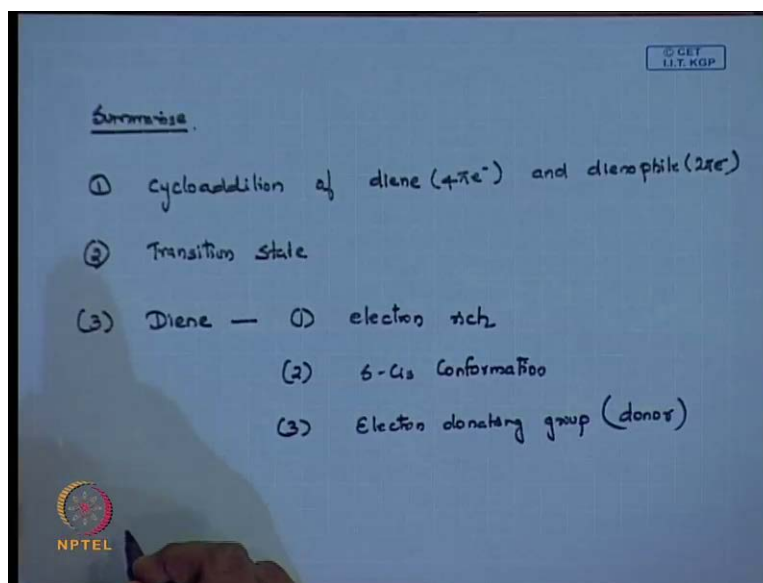 © CET
I.I.T. KGP
Summarise.
① Cycloaddition of diene (4πe⁻) and dienophile (2πe⁻)
② Transition state
(3) Diene — ① electron rich
(2) S-Cis Conformation
(3) Electron donating group (donor)
NPTEL